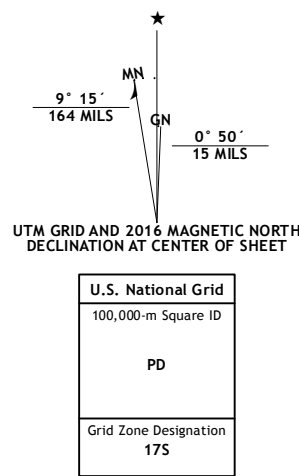 ★
MN
GN
9° 15´
164 MILS
0° 50´
15 MILS
UTM GRID AND 2016 MAGNETIC NORTH
DECLINATION AT CENTER OF SHEET
U.S. National Grid
100,000-m Square ID
PD
Grid Zone Designation
17S